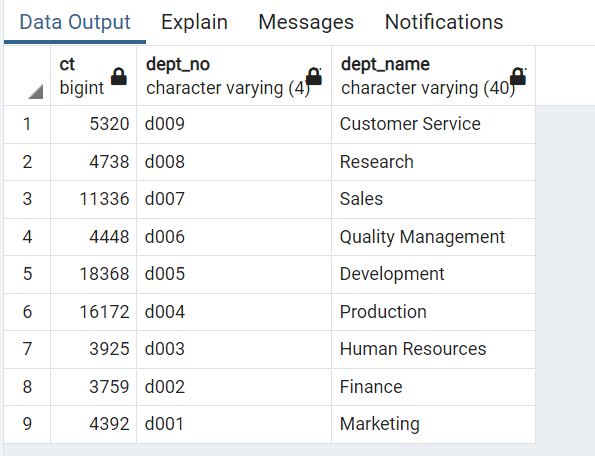 Data Output Explain Messages Notifications
ct dept_no dept_name
bigint character varying (4) character varying (40)
1 5320 d009 Customer Service
2 4738 d008 Research
3 11336 d007 Sales
4 4448 d006 Quality Management
5 18368 d005 Development
6 16172 d004 Production
7 3925 d003 Human Resources
8 3759 d002 Finance
9 4392 d001 Marketing